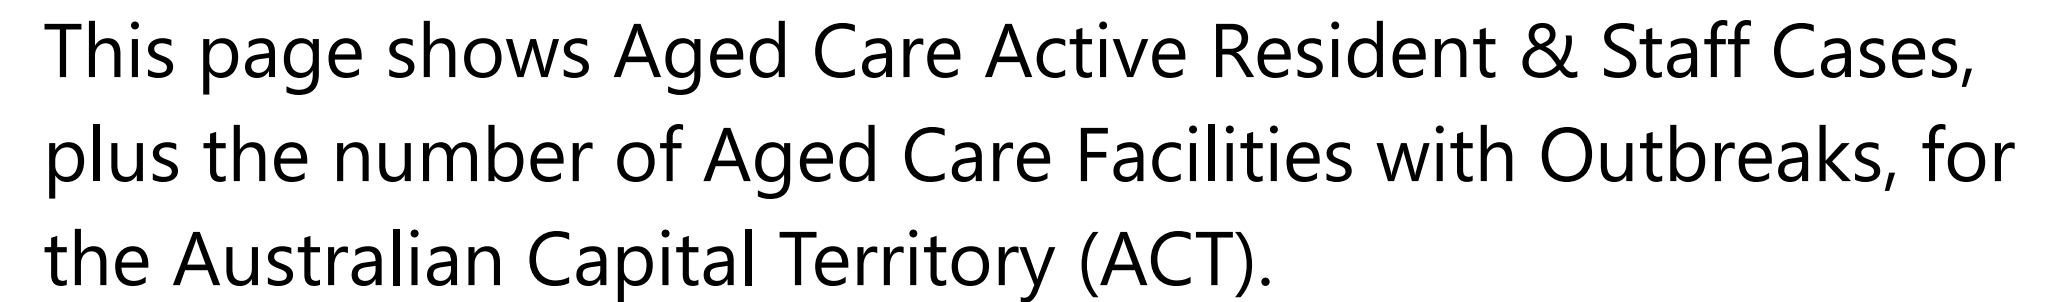 This page shows Aged Care Active Resident & Staff Cases,
plus the number of Aged Care Facilities with Outbreaks, for
the Australian Capital Territory (ACT).